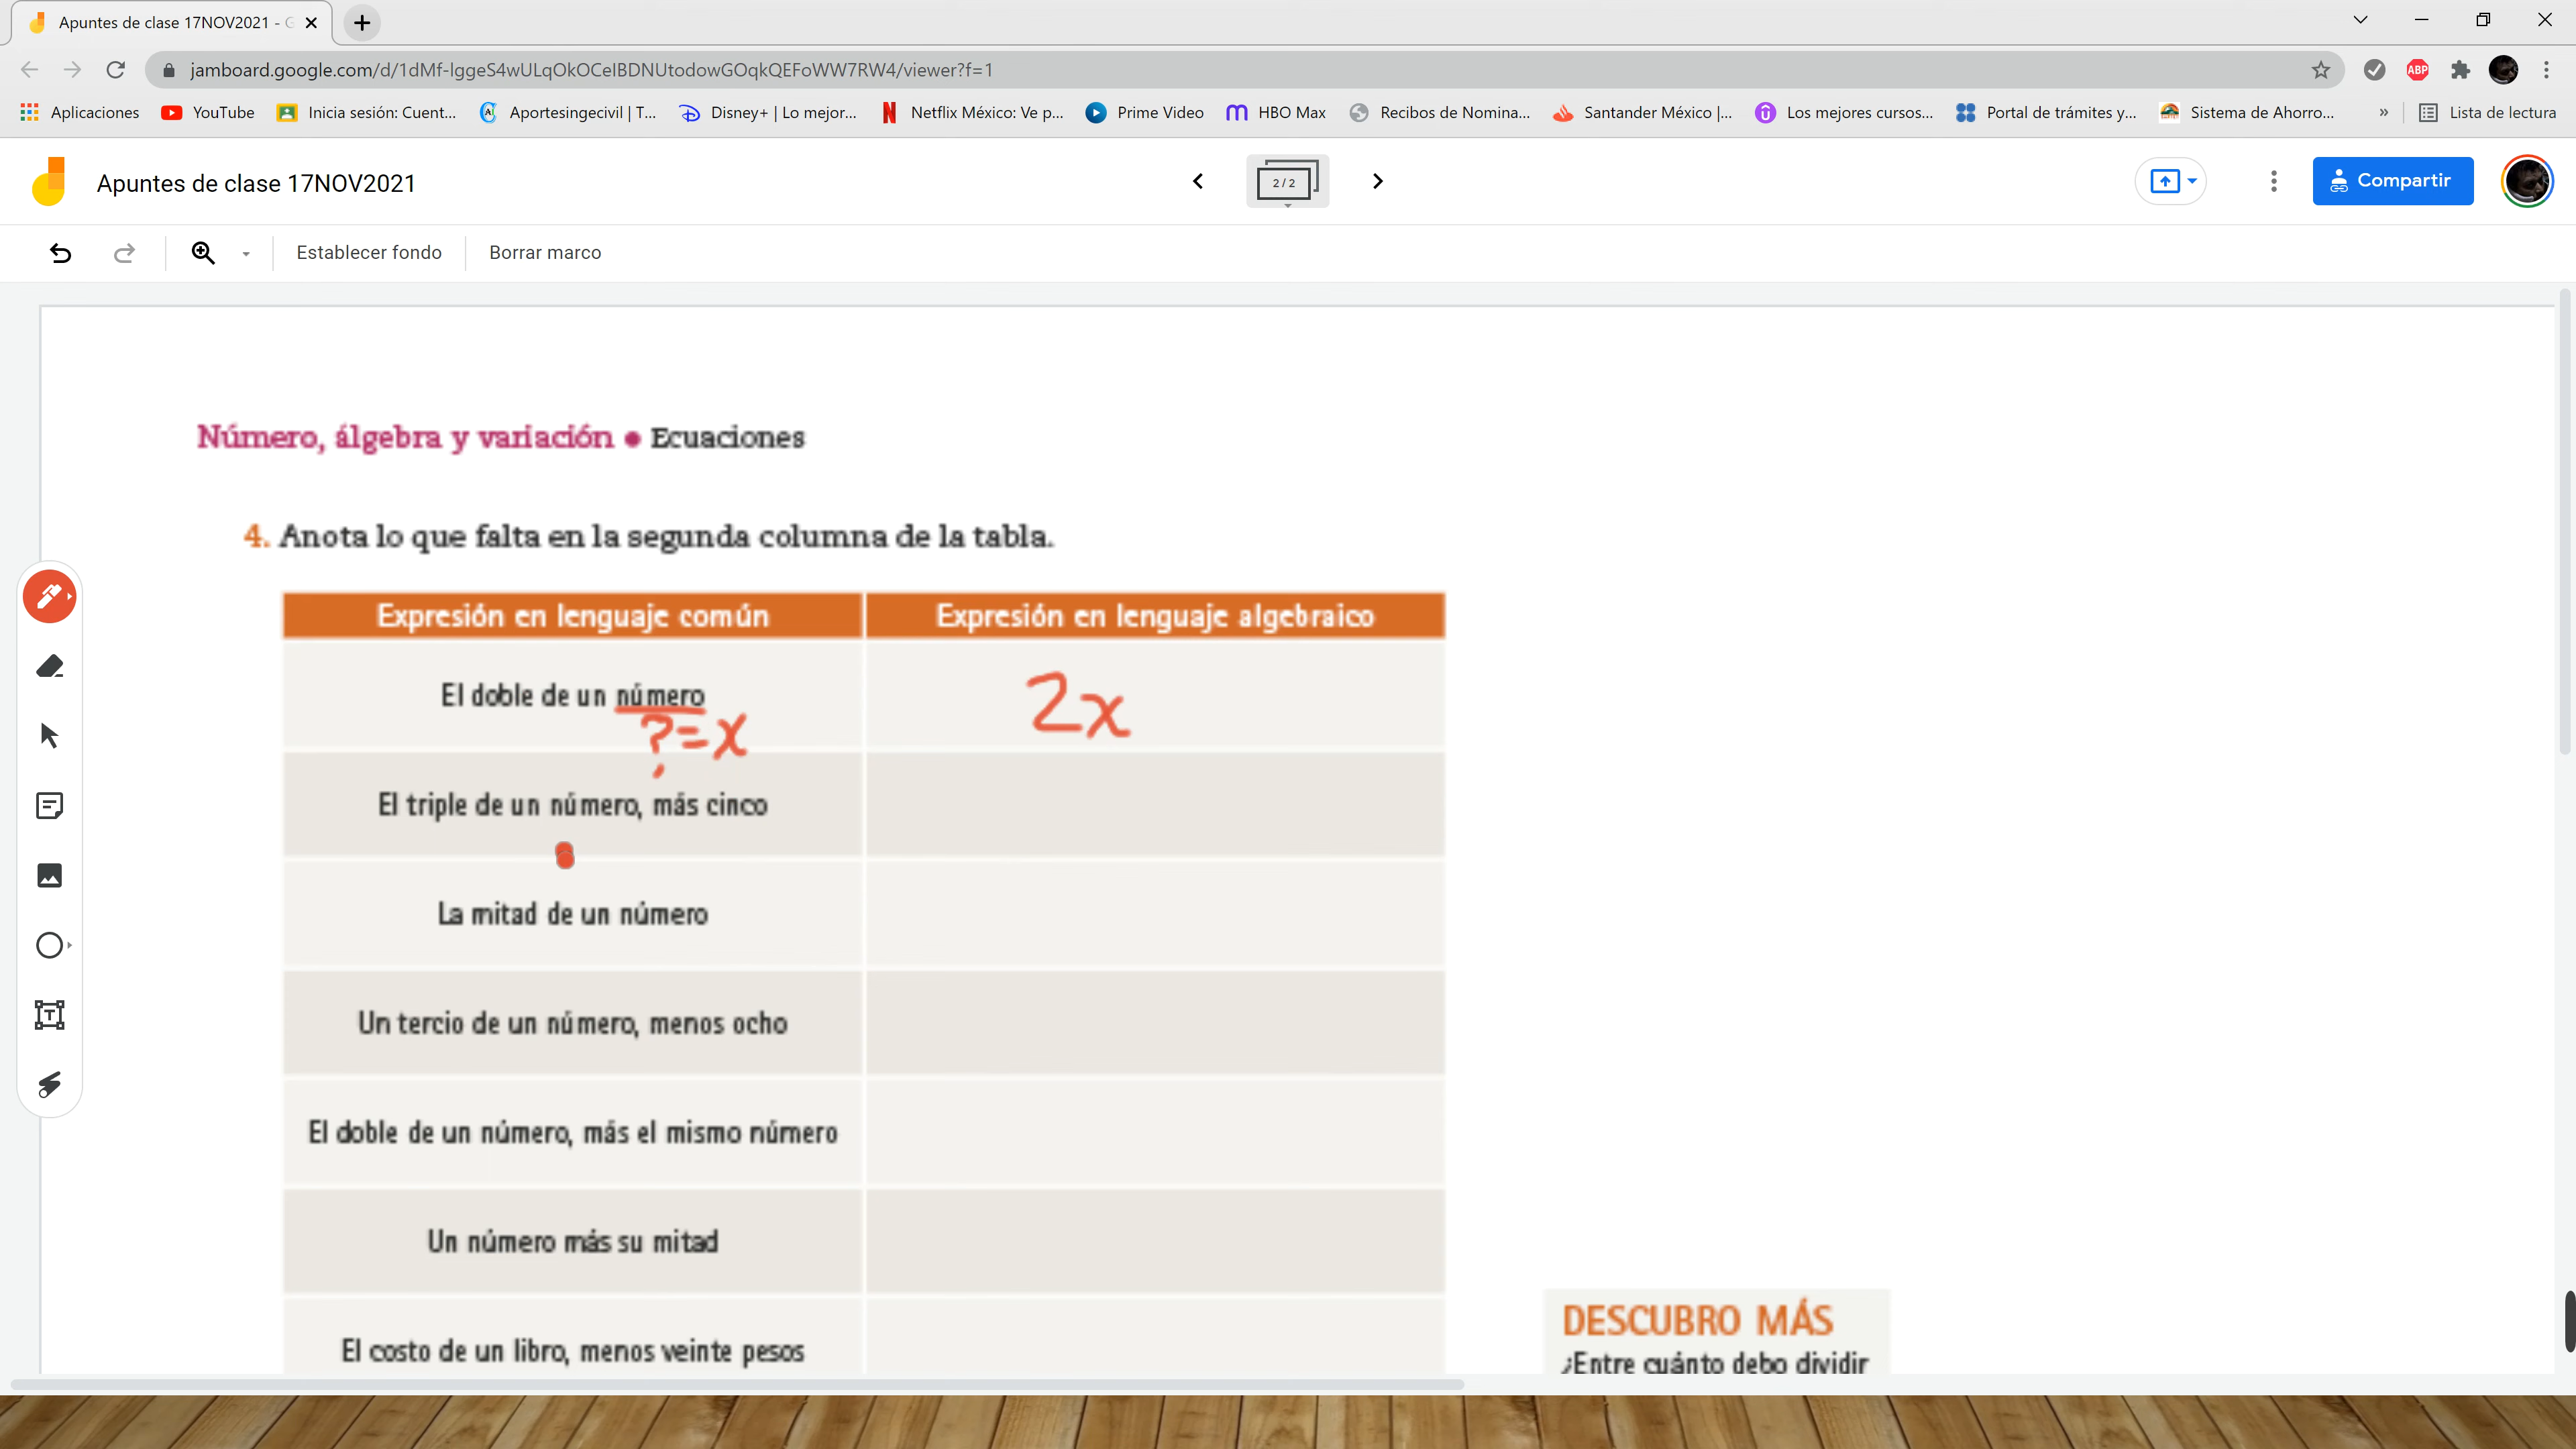 Apuntes de clase 17NOV2021 - G
jamboard.google.com/d/1dMf-lggeS4wULqOkOCeIBDNUtodowGOqkQEFoWW7RW4/viewer?f=1
ABP
Aplicaciones YouTube Inicia sesión: Cuent... Aportesingecivil | T... Disney+ | Lo mejor... Netflix México: Ve p... Prime Video HBO Max Recibos de Nomina... Santander México |... Los mejores cursos... Portal de trámites y... Sistema de Ahorro... » Lista de lectura
Apuntes de clase 17NOV2021
2 / 2
Compartir
Establecer fondo Borrar marco
Número, álgebra y variación • Ecuaciones
4. Anota lo que falta en la segunda columna de la tabla.
Expresión en lenguaje común Expresión en lenguaje algebraico
El doble de un número 2x
?=x
El triple de un número, más cinco
La mitad de un número
Un tercio de un número, menos ocho
El doble de un número, más el mismo número
Un número más su mitad
El costo de un libro, menos veinte pesos
DESCUBRO MÁS
¿Entre cuánto debo dividir